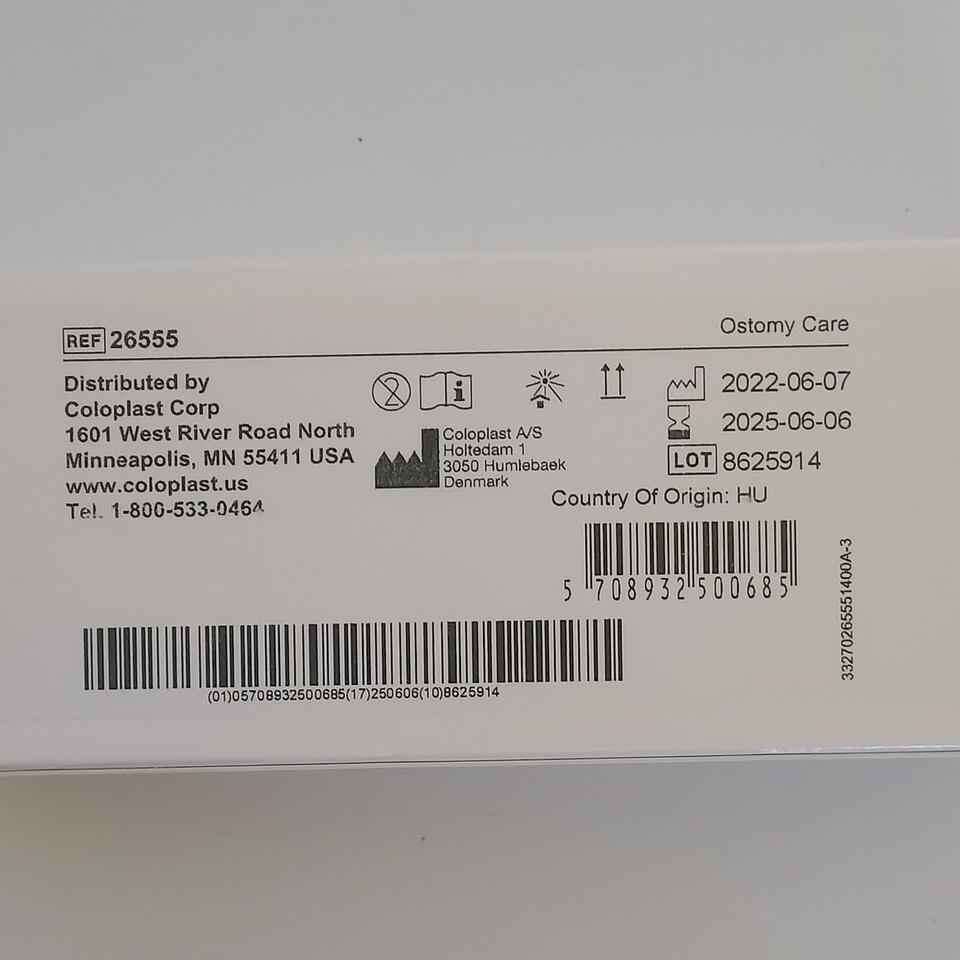 REF 26555
Ostomy Care
Distributed by
Coloplast Corp
1601 West River Road North
Minneapolis, MN 55411 USA
www.coloplast.us
Tel. 1-800-533-0464
2
i
Coloplast A/S
Holtedam 1
3050 Humlebaek
Denmark
2022-06-07
2025-06-06
LOT 8625914
Country Of Origin: HU
5 708932 500685
(01)05708932500685(17)250606(10)8625914
33270265551400A-3